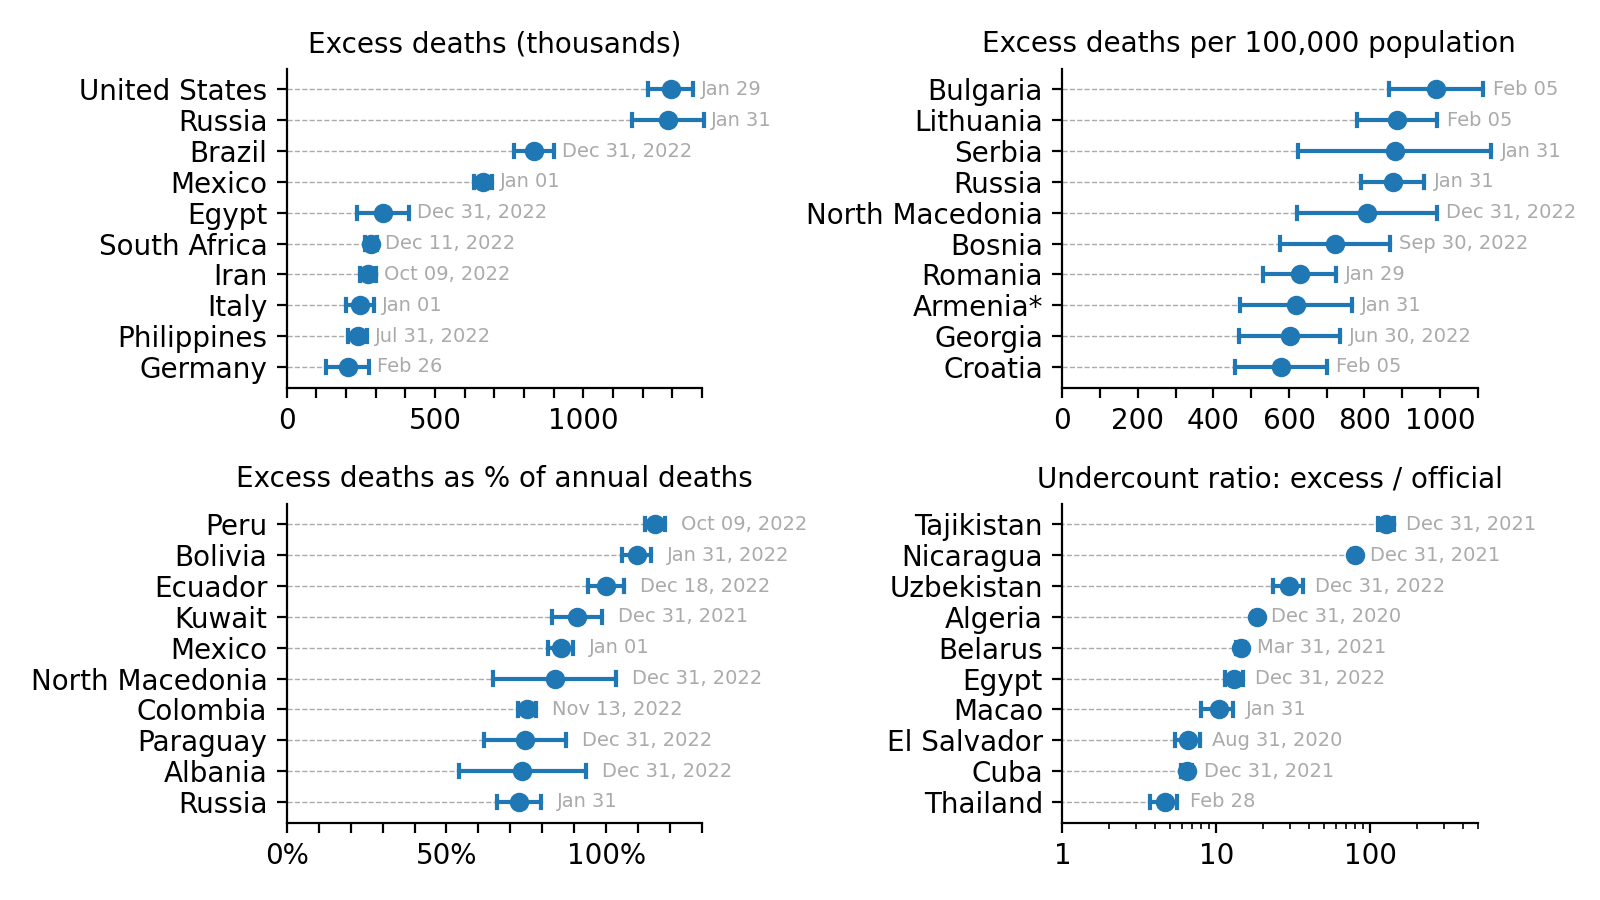 Excess deaths (thousands)
United States Jan 29
Russia Jan 31
Brazil Dec 31, 2022
Mexico Jan 01
Egypt Dec 31, 2022
South Africa Dec 11, 2022
Iran Oct 09, 2022
Italy Jan 01
Philippines Jul 31, 2022
Germany Feb 26
0 500 1000
Excess deaths per 100,000 population
Bulgaria Feb 05
Lithuania Feb 05
Serbia Jan 31
Russia Jan 31
North Macedonia Dec 31, 2022
Bosnia Sep 30, 2022
Romania Jan 29
Armenia* Jan 31
Georgia Jun 30, 2022
Croatia Feb 05
0 200 400 600 800 1000
Excess deaths as % of annual deaths
Peru Oct 09, 2022
Bolivia Jan 31, 2022
Ecuador Dec 18, 2022
Kuwait Dec 31, 2021
Mexico Jan 01
North Macedonia Dec 31, 2022
Colombia Nov 13, 2022
Paraguay Dec 31, 2022
Albania Dec 31, 2022
Russia Jan 31
0% 50% 100%
Undercount ratio: excess / official
Tajikistan Dec 31, 2021
Nicaragua Dec 31, 2021
Uzbekistan Dec 31, 2022
Algeria Dec 31, 2020
Belarus Mar 31, 2021
Egypt Dec 31, 2022
Macao Jan 31
El Salvador Aug 31, 2020
Cuba Dec 31, 2021
Thailand Feb 28
1 10 100